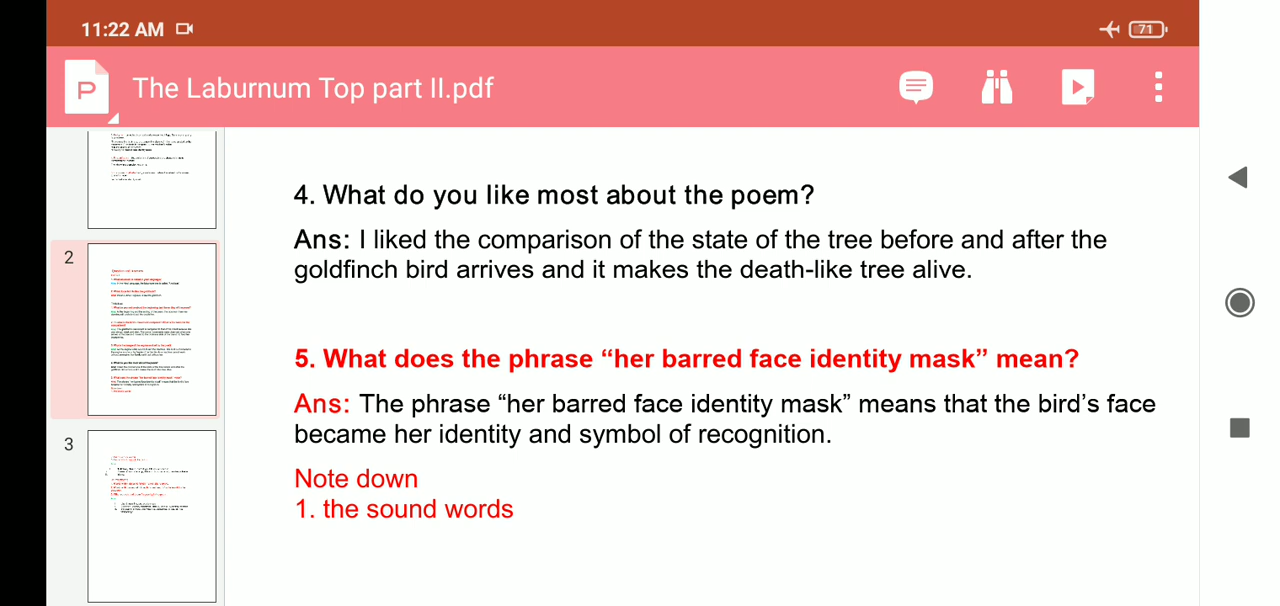 11:22 AM
71
P
The Laburnum Top part II.pdf
2
3
4. What do you like most about the poem?
Ans: I liked the comparison of the state of the tree before and after the
goldfinch bird arrives and it makes the death-like tree alive.
5. What does the phrase “her barred face identity mask” mean?
Ans: The phrase “her barred face identity mask” means that the bird’s face
became her identity and symbol of recognition.
Note down
1. the sound words